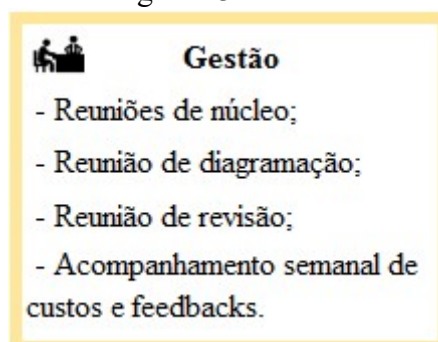 Gestão
- Reuniões de núcleo;
- Reunião de diagramação;
- Reunião de revisão;
- Acompanhamento semanal de
custos e feedbacks.